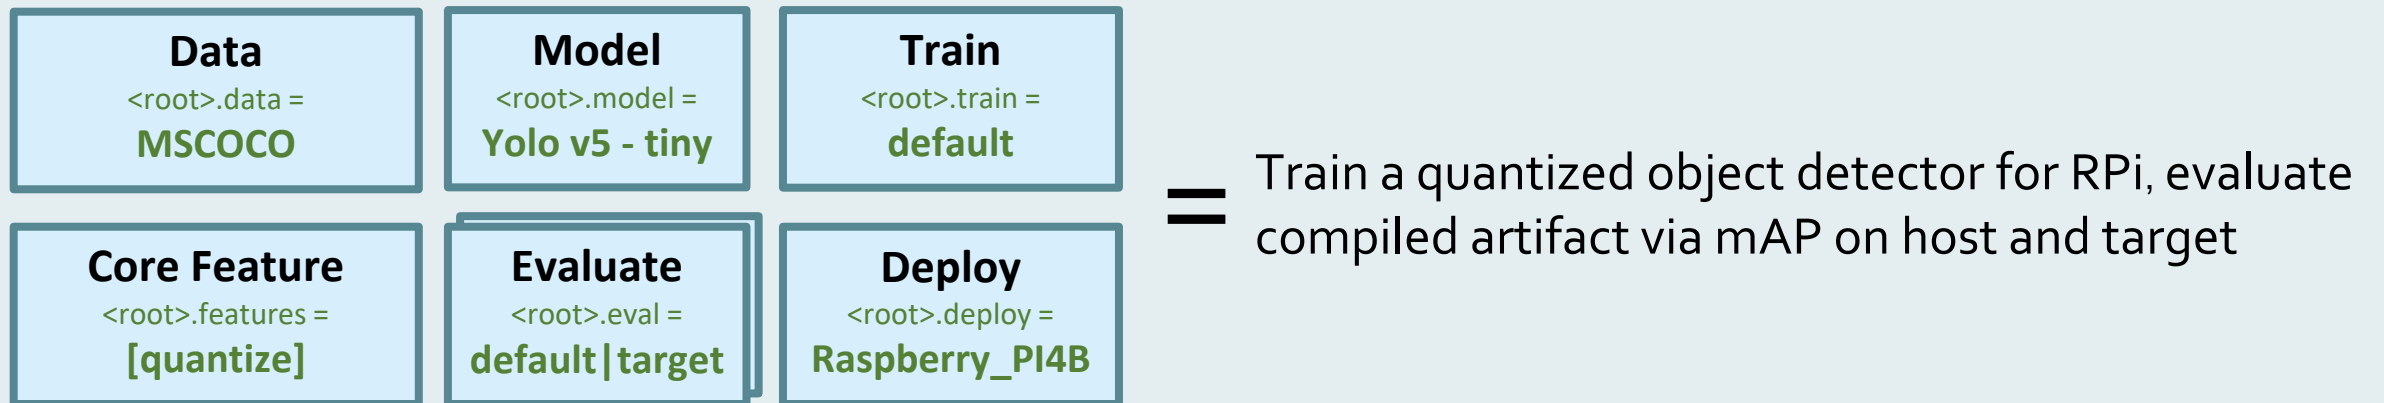 Data
<root>.data =
MSCOCO
Model
<root>.model =
Yolo v5 - tiny
Train
<root>.train =
default
Core Feature
<root>.features =
[quantize]
Evaluate
<root>.eval =
default|target
Deploy
<root>.deploy =
Raspberry_PI4B
=
Train a quantized object detector for RPi, evaluate
compiled artifact via mAP on host and target